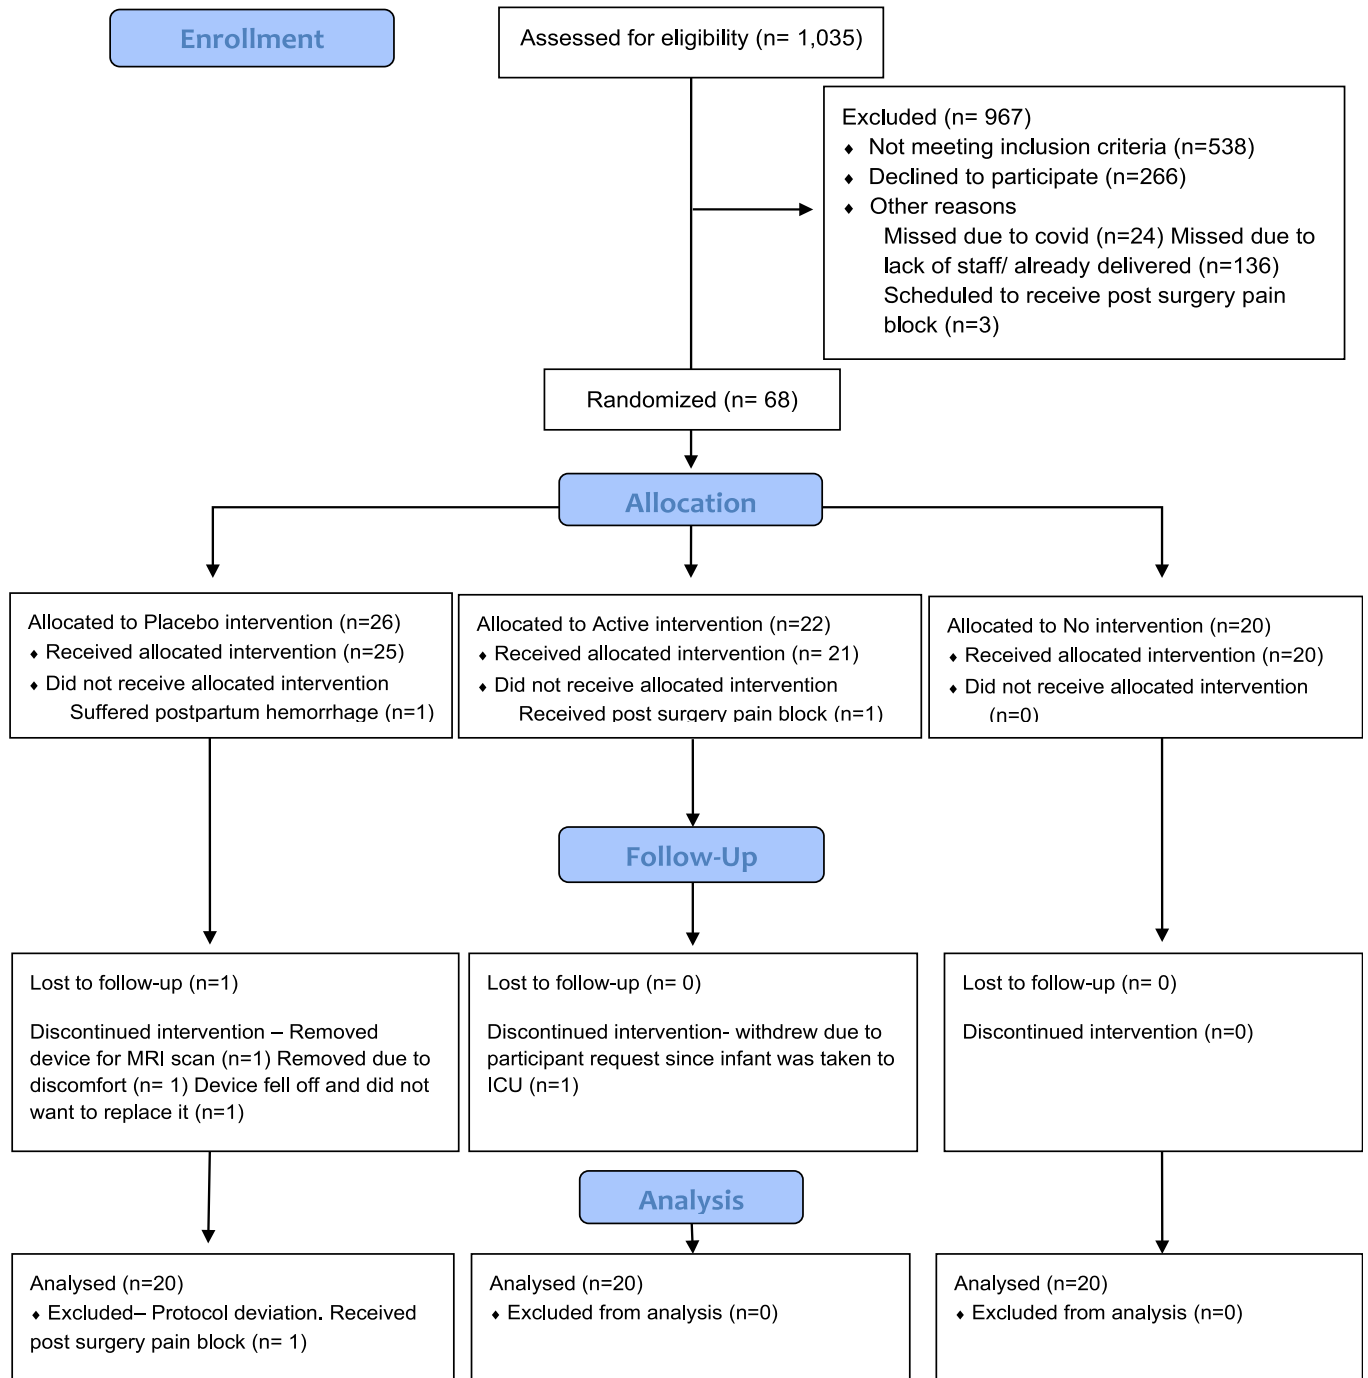 Enrollment
Assessed for eligibility (n= 1,035)
Excluded (n= 967)
♦ Not meeting inclusion criteria (n=538)
♦ Declined to participate (n=266)
♦ Other reasons
Missed due to covid (n=24) Missed due to
lack of staff/ already delivered (n=136)
Scheduled to receive post surgery pain
block (n=3)
Randomized (n= 68)
Allocation
Allocated to Placebo intervention (n=26)
♦ Received allocated intervention (n=25)
♦ Did not receive allocated intervention
Suffered postpartum hemorrhage (n=1)
Allocated to Active intervention (n=22)
♦ Received allocated intervention (n= 21)
♦ Did not receive allocated intervention
Received post surgery pain block (n=1)
Allocated to No intervention (n=20)
♦ Received allocated intervention (n=20)
♦ Did not receive allocated intervention
(n=0)
Follow-Up
Lost to follow-up (n=1)
Discontinued intervention – Removed
device for MRI scan (n=1) Removed due to
discomfort (n= 1) Device fell off and did not
want to replace it (n=1)
Lost to follow-up (n= 0)
Discontinued intervention- withdrew due to
participant request since infant was taken to
ICU (n=1)
Lost to follow-up (n= 0)
Discontinued intervention (n=0)
Analysis
Analysed (n=20)
♦ Excluded– Protocol deviation. Received
post surgery pain block (n= 1)
Analysed (n=20)
♦ Excluded from analysis (n=0)
Analysed (n=20)
♦ Excluded from analysis (n=0)